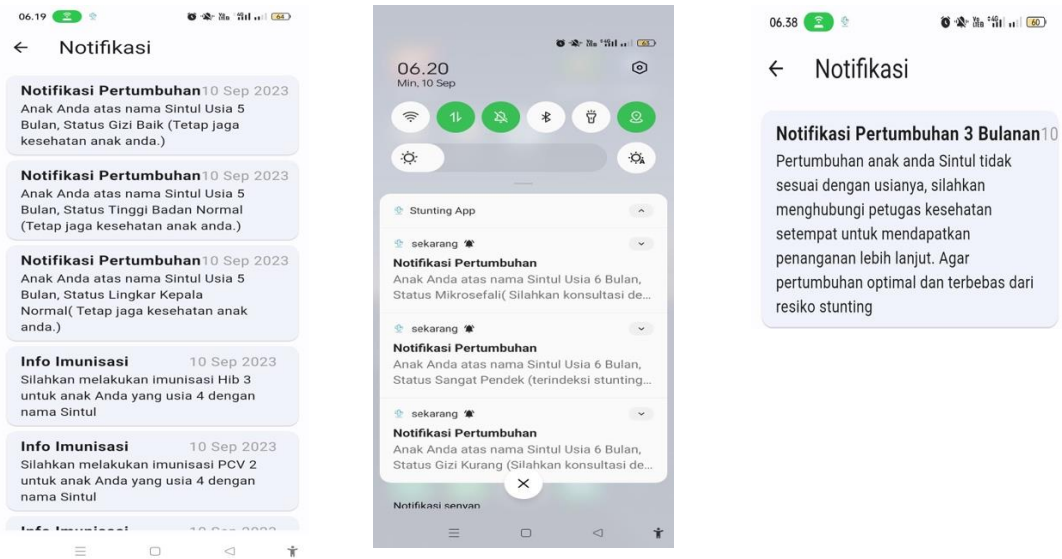 06.19
64
Notifikasi
Notifikasi Pertumbuhan 10 Sep 2023
Anak Anda atas nama Sintul Usia 5
Bulan, Status Gizi Baik (Tetap jaga
kesehatan anak anda.)
Notifikasi Pertumbuhan 10 Sep 2023
Anak Anda atas nama Sintul Usia 5
Bulan, Status Tinggi Badan Normal
(Tetap jaga kesehatan anak anda.)
Notifikasi Pertumbuhan 10 Sep 2023
Anak Anda atas nama Sintul Usia 5
Bulan, Status Lingkar Kepala
Normal( Tetap jaga kesehatan anak
anda.)
Info Imunisasi 10 Sep 2023
Silahkan melakukan imunisasi Hib 3
untuk anak Anda yang usia 4 dengan
nama Sintul
Info Imunisasi 10 Sep 2023
Silahkan melakukan imunisasi PCV 2
untuk anak Anda yang usia 4 dengan
nama Sintul
Info Imunisasi 10 Sep 2023
06.20
Min, 10 Sep
Stunting App
sekarang
Notifikasi Pertumbuhan
Anak Anda atas nama Sintul Usia 6 Bulan,
Status Mikrosefali( Silahkan konsultasi de...
sekarang
Notifikasi Pertumbuhan
Anak Anda atas nama Sintul Usia 6 Bulan,
Status Sangat Pendek (terindeksi stunting...
sekarang
Notifikasi Pertumbuhan
Anak Anda atas nama Sintul Usia 6 Bulan,
Status Gizi Kurang (Silahkan konsultasi de...
Notifikasi senyap
06.38
60
Notifikasi
Notifikasi Pertumbuhan 3 Bulanan 10
Pertumbuhan anak anda Sintul tidak
sesuai dengan usianya, silahkan
menghubungi petugas kesehatan
setempat untuk mendapatkan
penanganan lebih lanjut. Agar
pertumbuhan optimal dan terbebas dari
resiko stunting